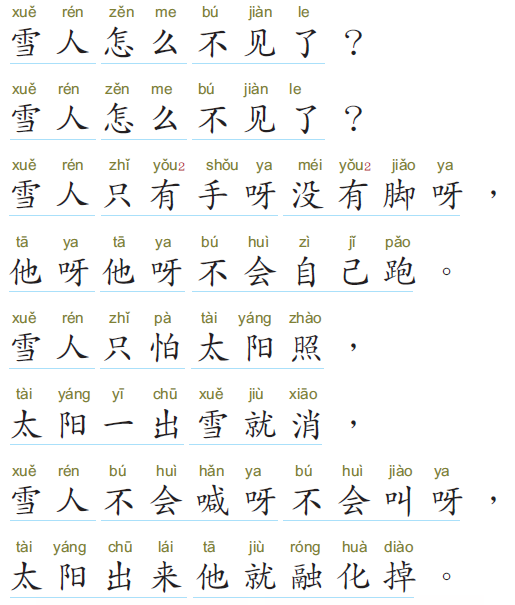 xuě rén zěn me bú jiàn le
雪人怎么不见了？
xuě rén zěn me bú jiàn le
雪人怎么不见了？
xuě rén zhǐ yǒu2 shǒu ya méi yǒu2 jiǎo ya
雪人只有手呀没有脚呀，
tā ya tā ya bú huì zì jǐ pǎo
他呀他呀不会自己跑。
xuě rén zhǐ pà tài yáng zhào
雪人只怕太阳照，
tài yáng yī chū xuě jiù xiāo
太阳一出雪就消，
xuě rén bú huì hǎn ya bú huì jiào ya
雪人不会喊呀不会叫呀，
tài yáng chū lái tā jiù róng huà diào
太阳出来他就融化掉。